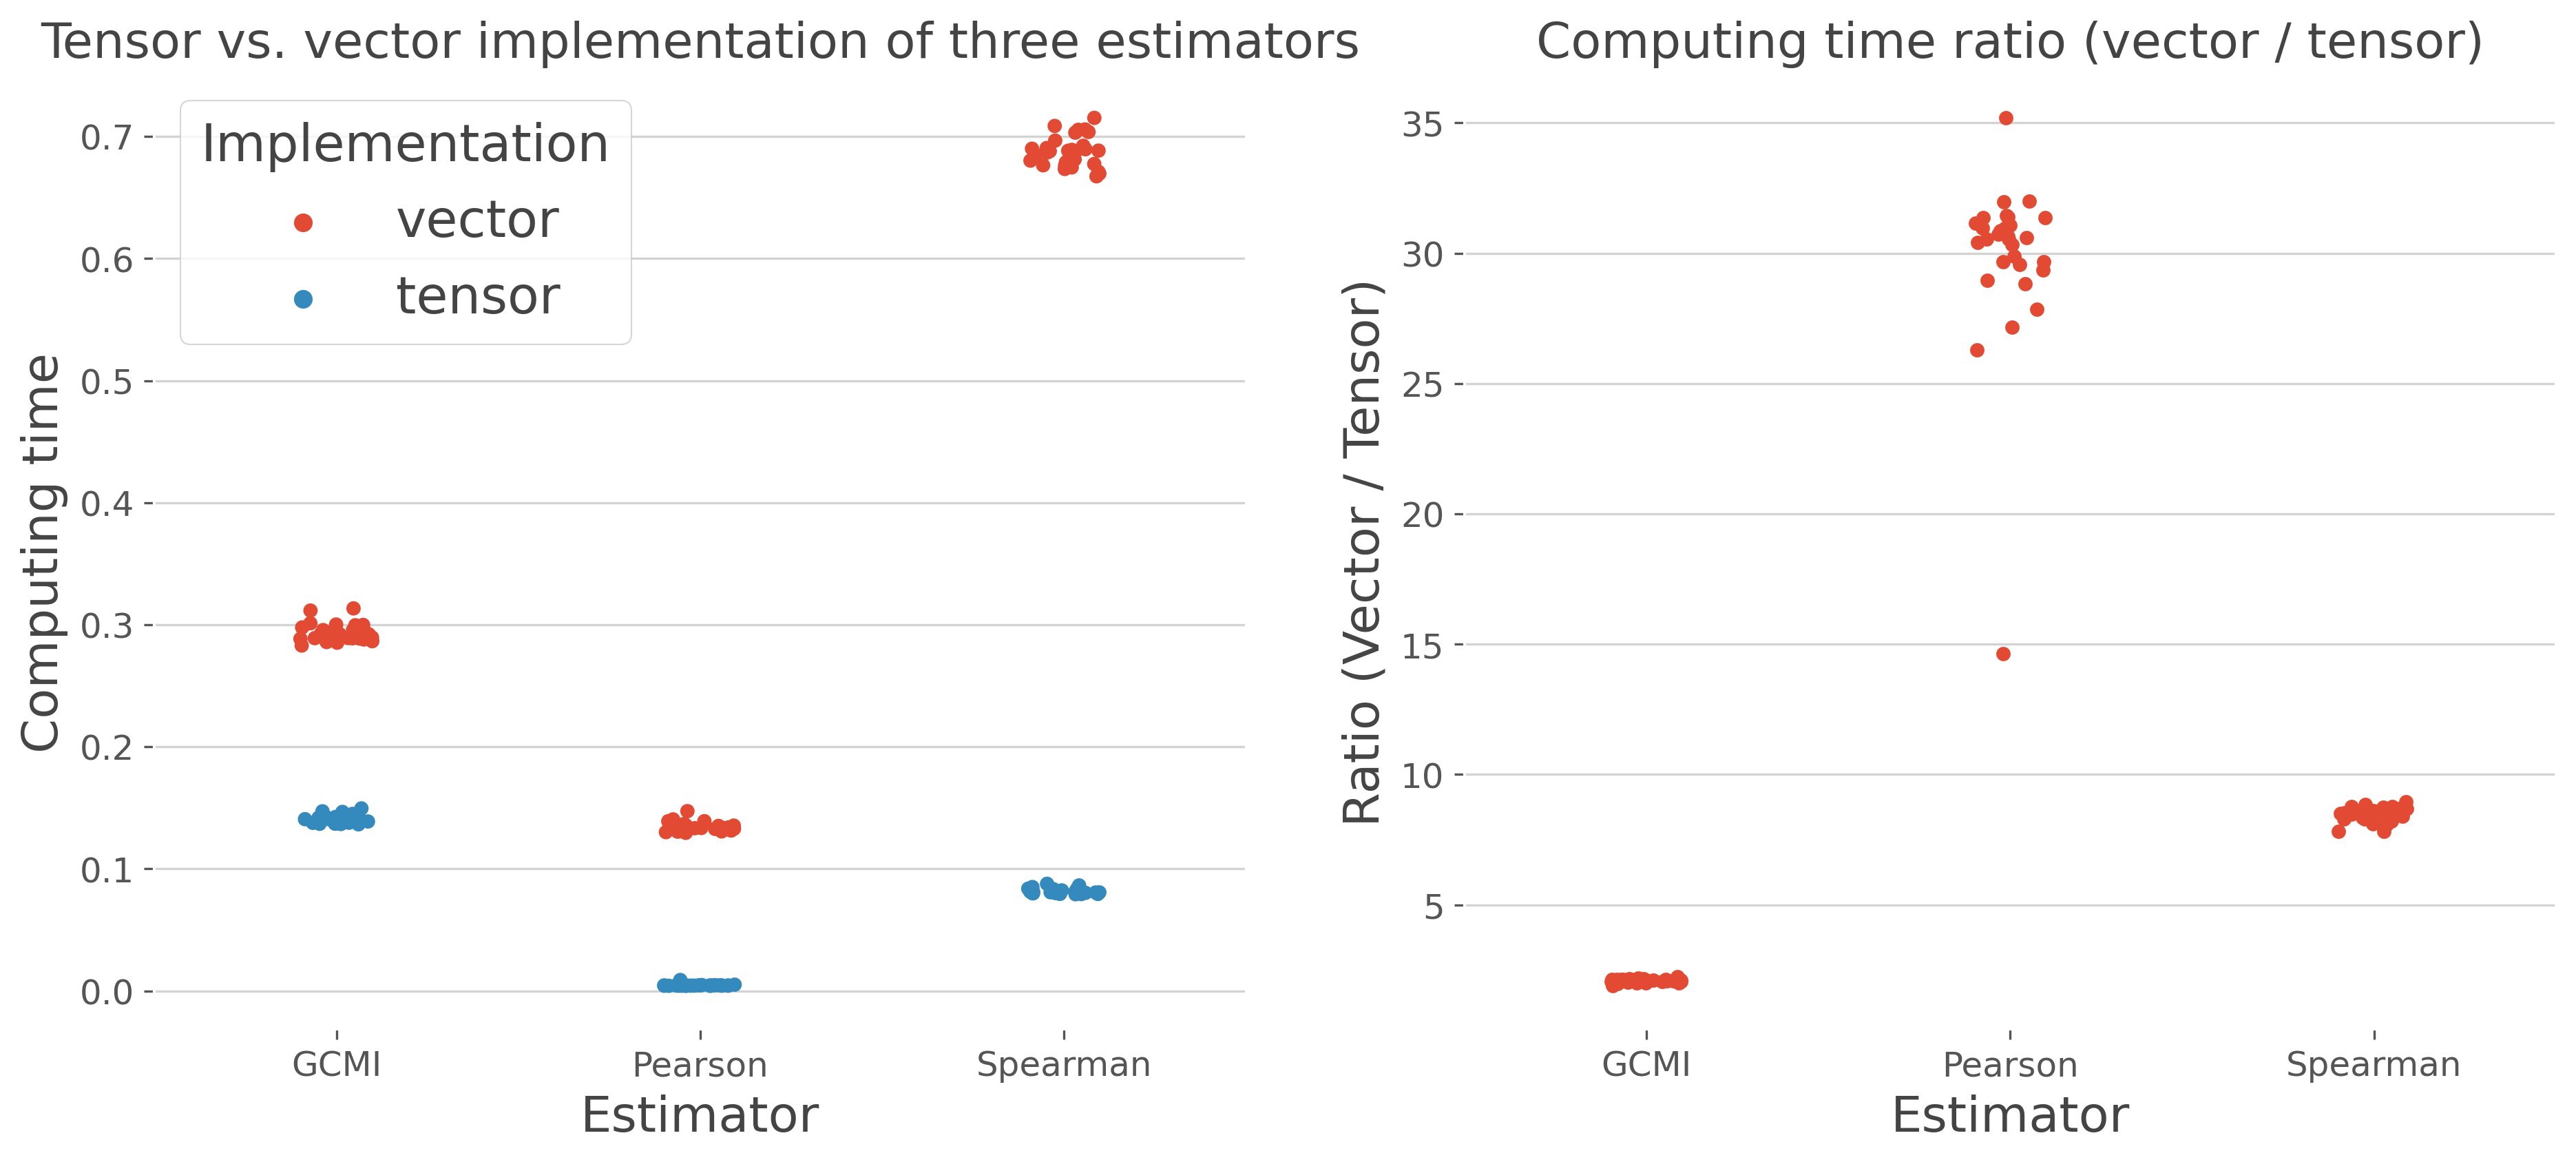 Tensor vs. vector implementation of three estimators
Implementation
vector
tensor
Computing time
0.7
0.6
0.5
0.4
0.3
0.2
0.1
0.0
GCMI
Pearson
Spearman
Estimator
Computing time ratio (vector / tensor)
Ratio (Vector / Tensor)
35
30
25
20
15
10
5
GCMI
Pearson
Spearman
Estimator